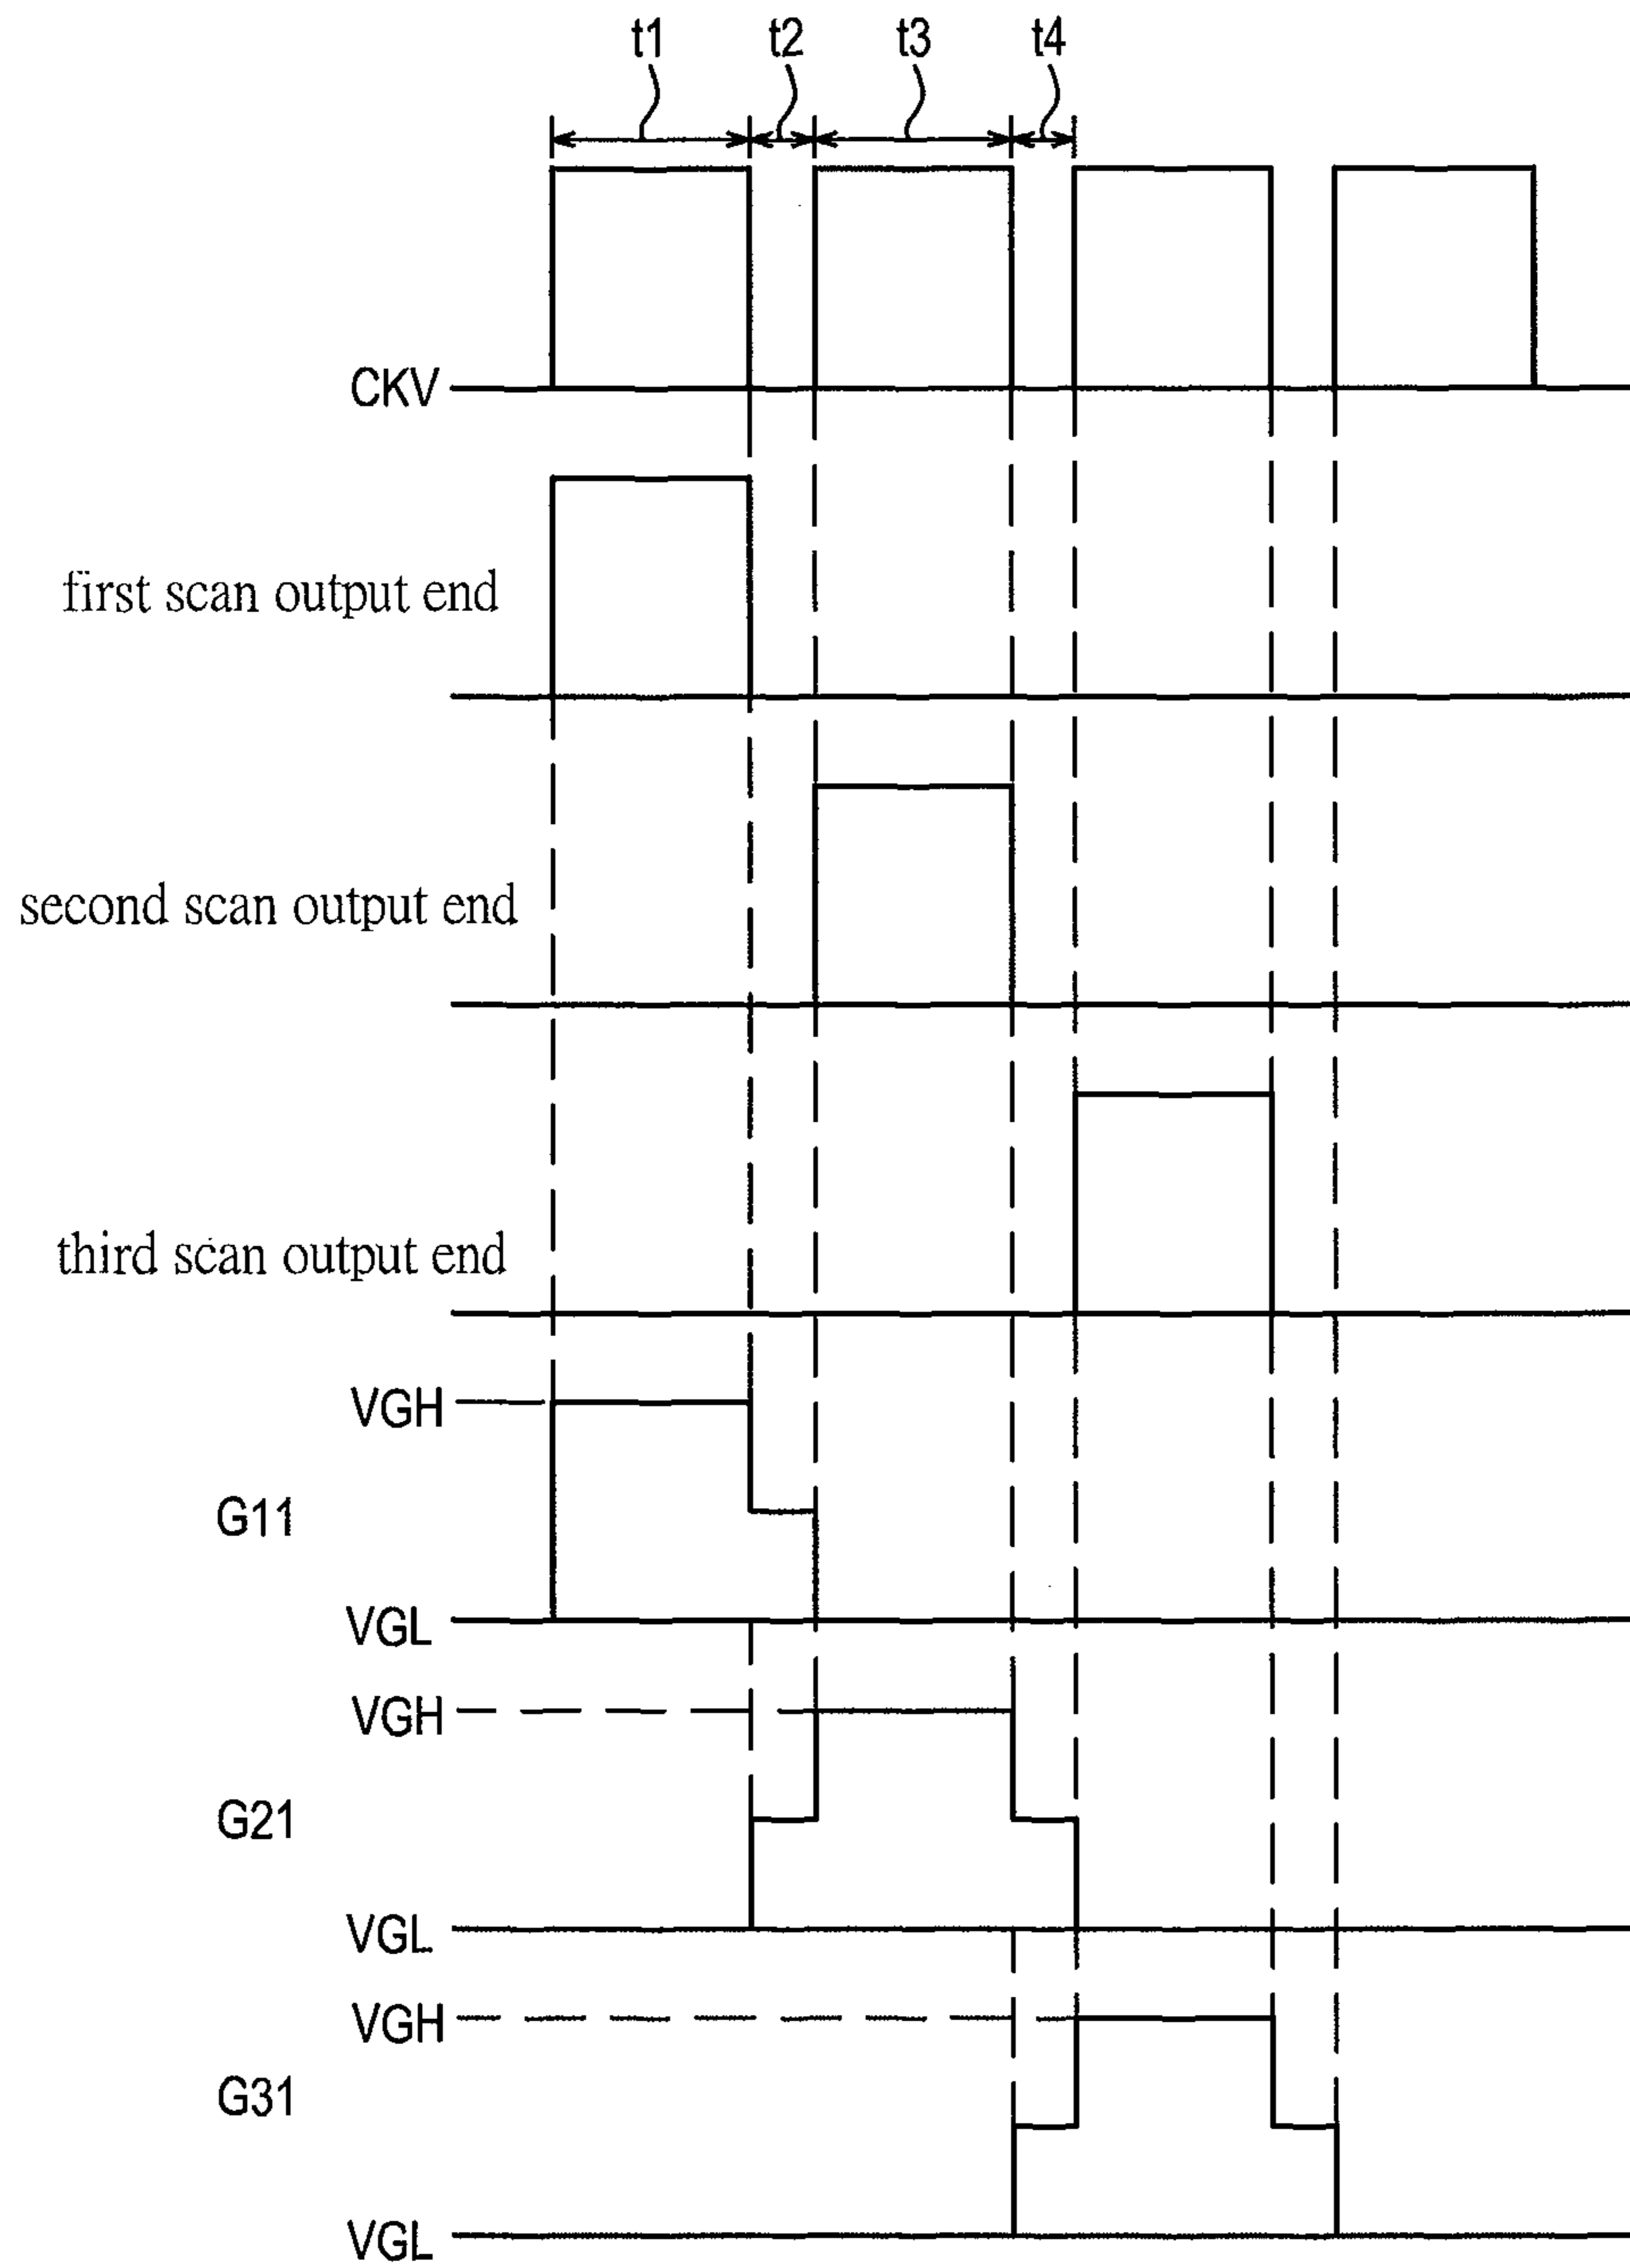 t1 t2 t3 t4
CKV
first scan output end
second scan output end
third scan output end
VGH
G11
VGL
VGH
G21
VGL
VGH
G31
VGL